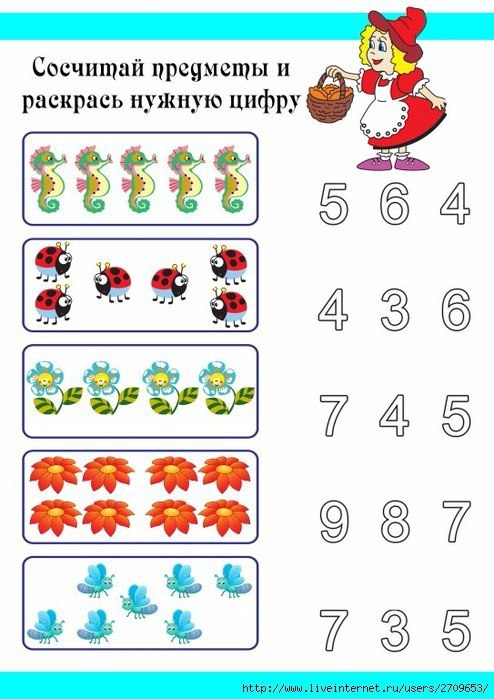 Сосчитай предметы и
раскрась нужную цифру
5 6 4
4 3 6
7 4 5
9 8 7
7 3 5
http://www.liveinternet.ru/users/2709653/